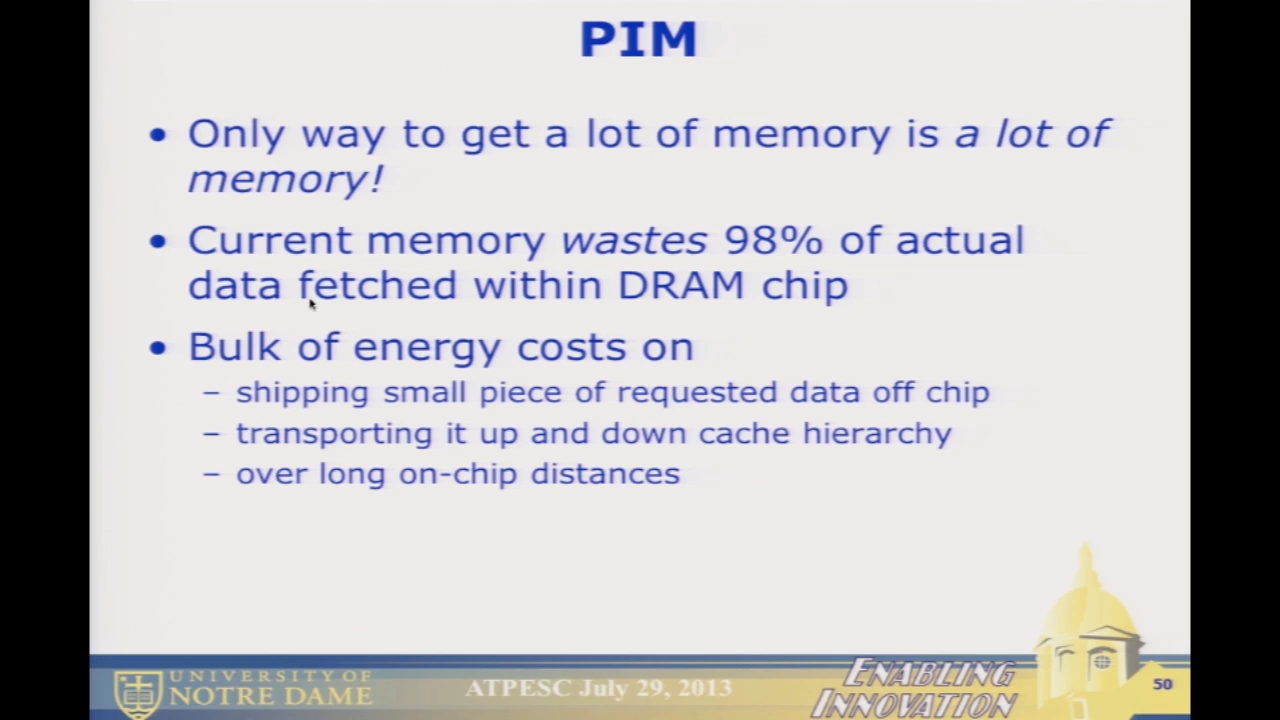 PIM
• Only way to get a lot of memory is a lot of
memory!
• Current memory wastes 98% of actual
data fetched within DRAM chip
• Bulk of energy costs on
– shipping small piece of requested data off chip
– transporting it up and down cache hierarchy
– over long on-chip distances
UNIVERSITY OF
NOTRE DAME
ATPESC July 29, 2013
ENABLING
INNOVATION
50